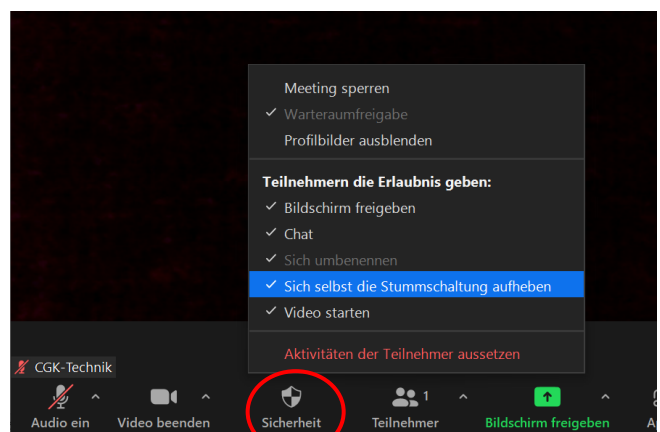 Meeting sperren
Warteraumfreigabe
Profilbilder ausblenden
Teilnehmern die Erlaubnis geben:
Bildschirm freigeben
Chat
Sich umbenennen
Sich selbst die Stummschaltung aufheben
Video starten
Aktivitäten der Teilnehmer aussetzen
CGK-Technik
1
Audio ein Video beenden Sicherheit Teilnehmer Bildschirm freigeben